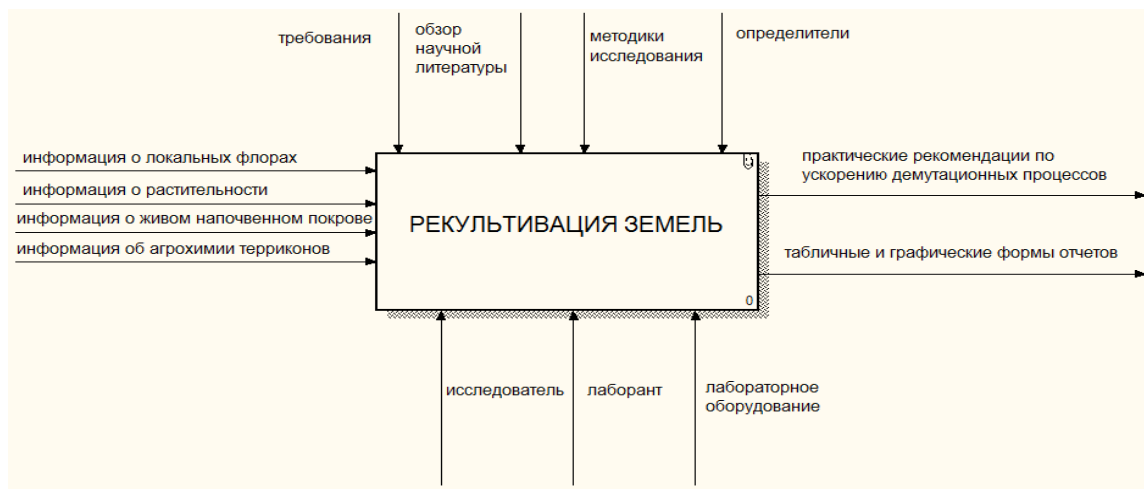 требования
обзор
научной
литературы
методики
исследования
определители
информация о локальных флорах
информация о растительности
информация о живом напочвенном покрове
информация об агрохимии терриконов
РЕКУЛЬТИВАЦИЯ ЗЕМЕЛЬ
0
практические рекомендации по
ускорению демутационных процессов
табличные и графические формы отчетов
исследователь
лаборант
лабораторное
оборудование